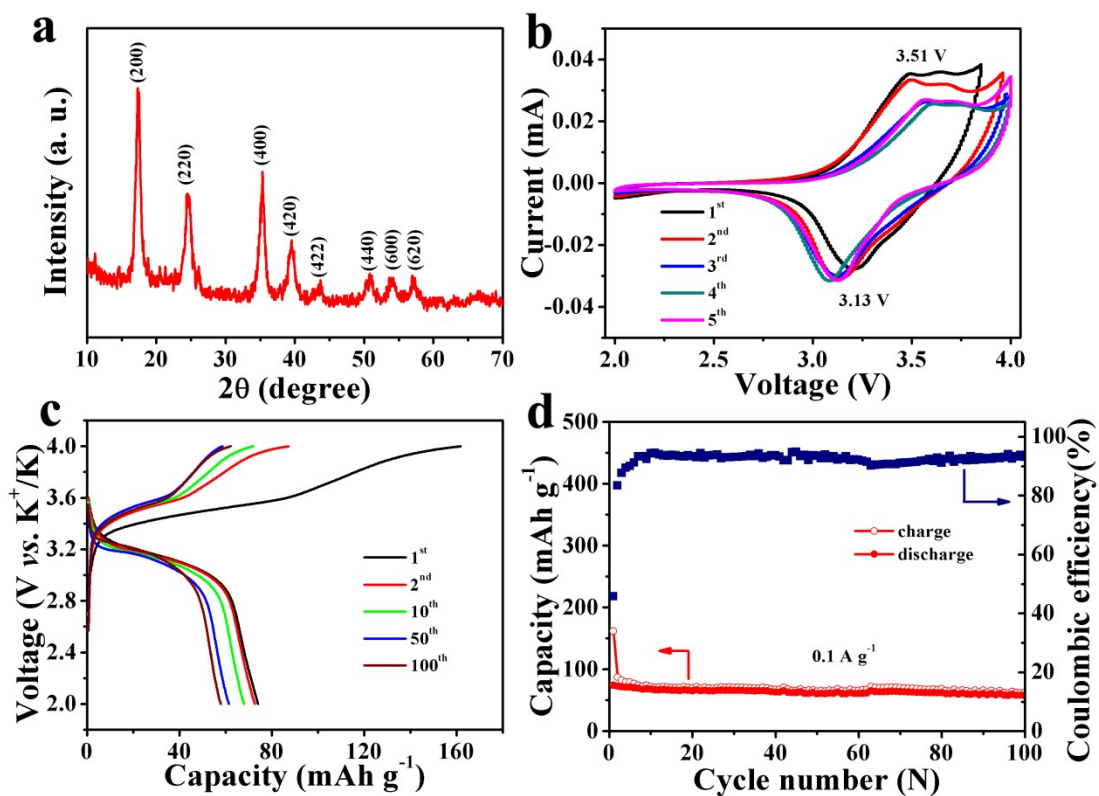 a
(200)
(220)
(400)
(420)
(422)
(440)
(600)
(620)
Intensity (a. u.)
10 20 30 40 50 60 70
2θ (degree)
b
3.51 V
3.13 V
0.04
0.02
0.00
-0.02
-0.04
Current (mA)
1st
2nd
3rd
4th
5th
2.0 2.5 3.0 3.5 4.0
Voltage (V)
c
4.0
3.6
3.2
2.8
2.4
2.0
Voltage (V vs. K+/K)
1st
2nd
10th
50th
100th
0 40 80 120 160
Capacity (mAh g-1)
d
500
450
400
350
300
250
200
150
100
50
0
Capacity (mAh g-1)
charge
discharge
0.1 A g-1
100
80
60
40
20
0
Coulombic efficiency(%)
0 20 40 60 80 100
Cycle number (N)